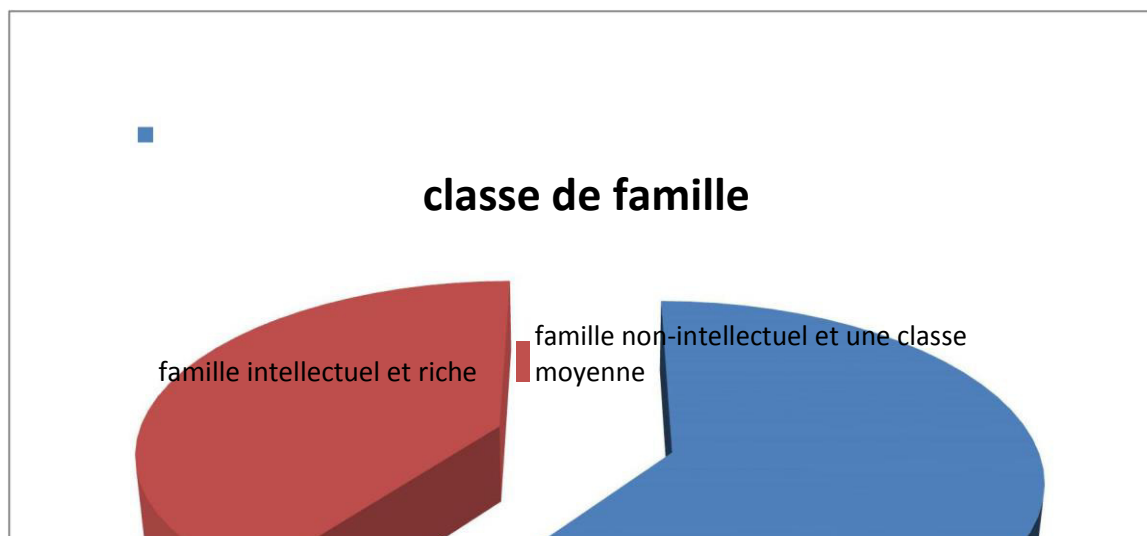 classe de famille
famille non-intellectuel et une classe
moyenne
famille intellectuel et riche